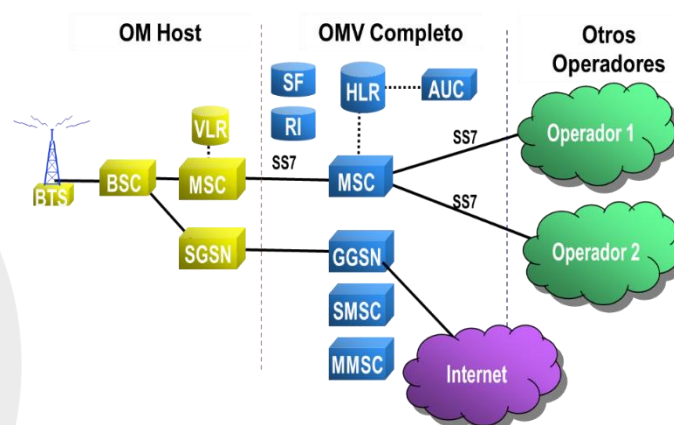 OM Host
OMV Completo
Otros
Operadores
SF
HLR
AUC
Operador 1
VLR
RI
SS7
BTS
BSC
MSC
SS7
MSC
SS7
SGSN
GGSN
Operador 2
SMSC
MMSC
Internet